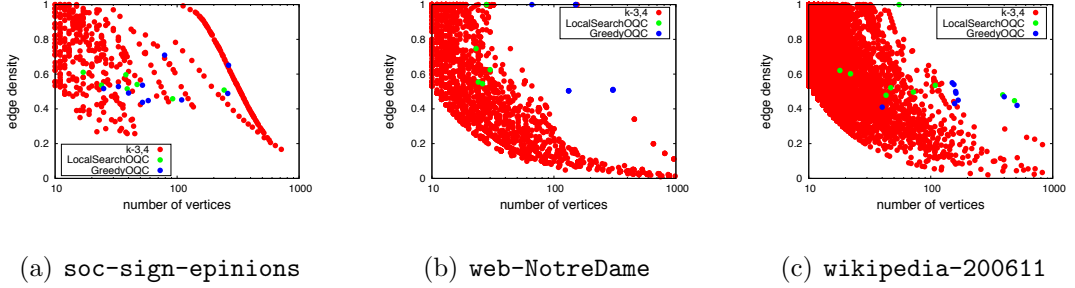 1
0.8
0.6
0.4
0.2
0
edge density
k-3,4
LocalSearchOQC
GreedyOQC
10
100
1000
number of vertices
1
0.8
0.6
0.4
0.2
0
edge density
k-3,4
LocalSearchOQC
GreedyOQC
10
100
1000
number of vertices
1
0.8
0.6
0.4
0.2
0
edge density
k-3,4
LocalSearchOQC
GreedyOQC
10
100
1000
number of vertices
(a) soc-sign-epinions
(b) web-NotreDame
(c) wikipedia-200611